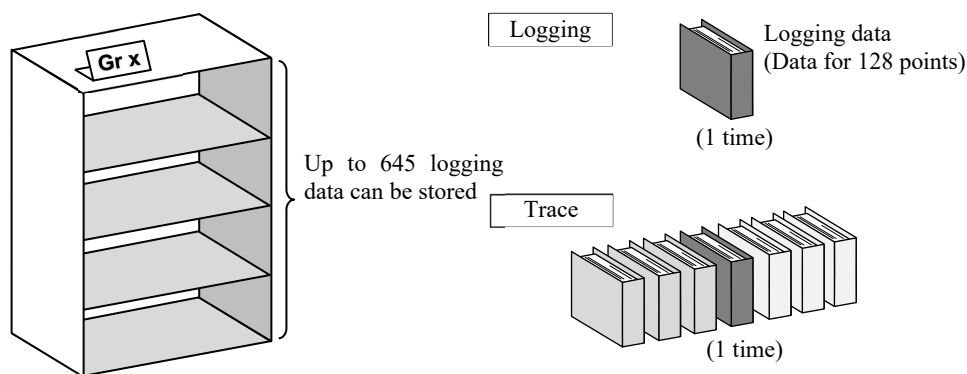 Gr x
Up to 645 logging
data can be stored
Logging
Logging data
(Data for 128 points)
(1 time)
Trace
(1 time)